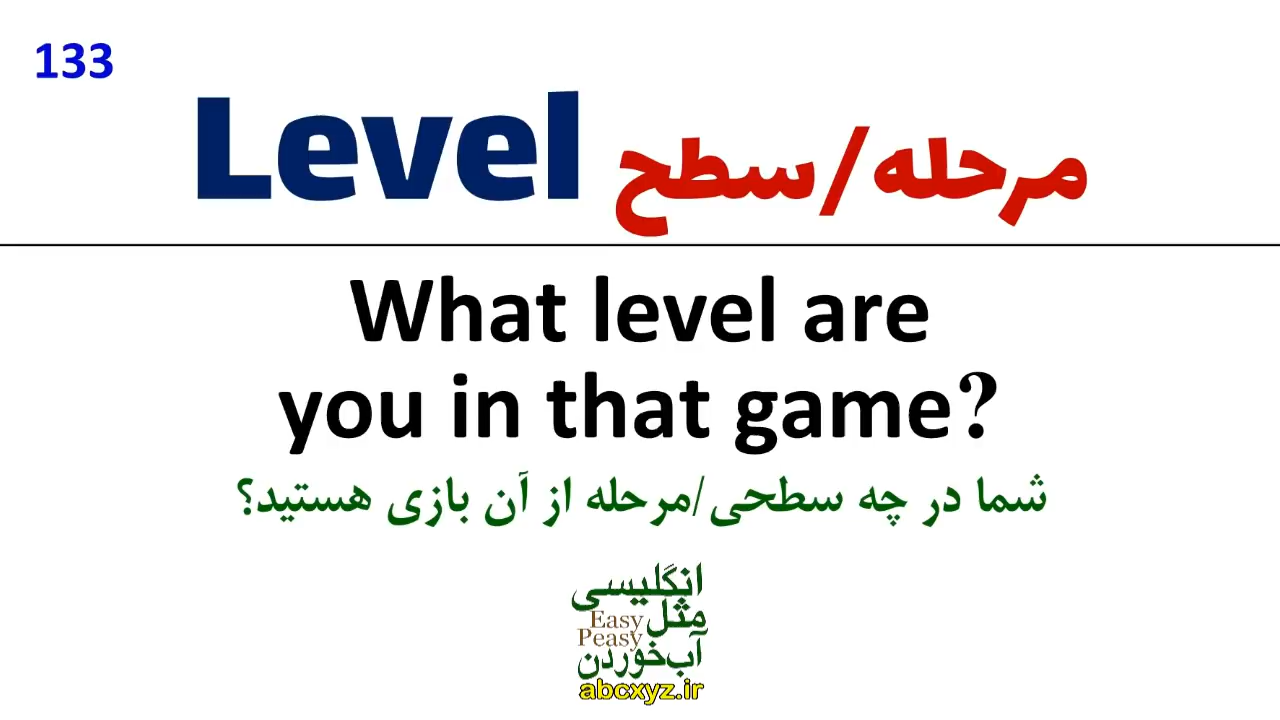 133
Level مرحله/سطح
What level are
you in that game?
شما در چه سطحی/مرحله از آن بازی هستید؟
انگلیسی
مثل Easy
Peasy
آب‌خوردن
abcxyz.ir